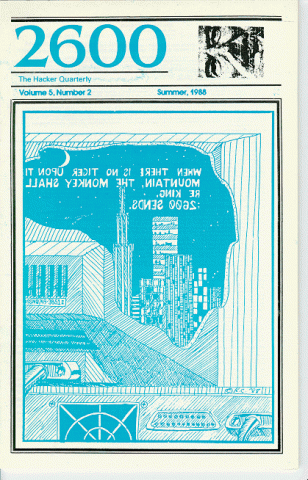 2600
The Hacker Quarterly
Volume 5, Number 2
Summer, 1988
WHEN THERE IS NO TIGER UPON TH
MOUNTAIN, THE MONKEY SHALL
BE KING.
:2600 SENDS.